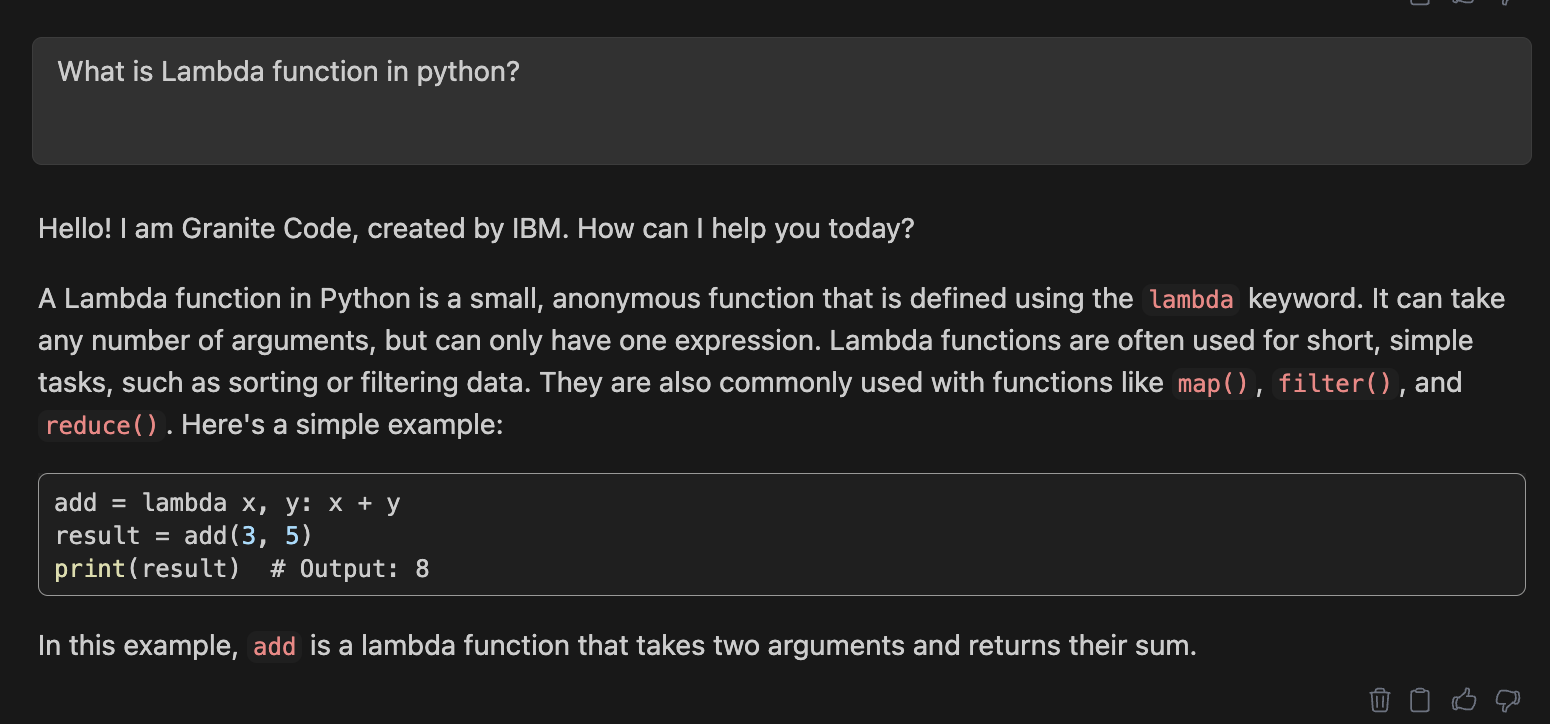 What is Lambda function in python?
Hello! I am Granite Code, created by IBM. How can I help you today?
A Lambda function in Python is a small, anonymous function that is defined using the lambda keyword. It can take
any number of arguments, but can only have one expression. Lambda functions are often used for short, simple
tasks, such as sorting or filtering data. They are also commonly used with functions like map(), filter(), and
reduce(). Here's a simple example:
add = lambda x, y: x + y
result = add(3, 5)
print(result)  # Output: 8
In this example, add is a lambda function that takes two arguments and returns their sum.